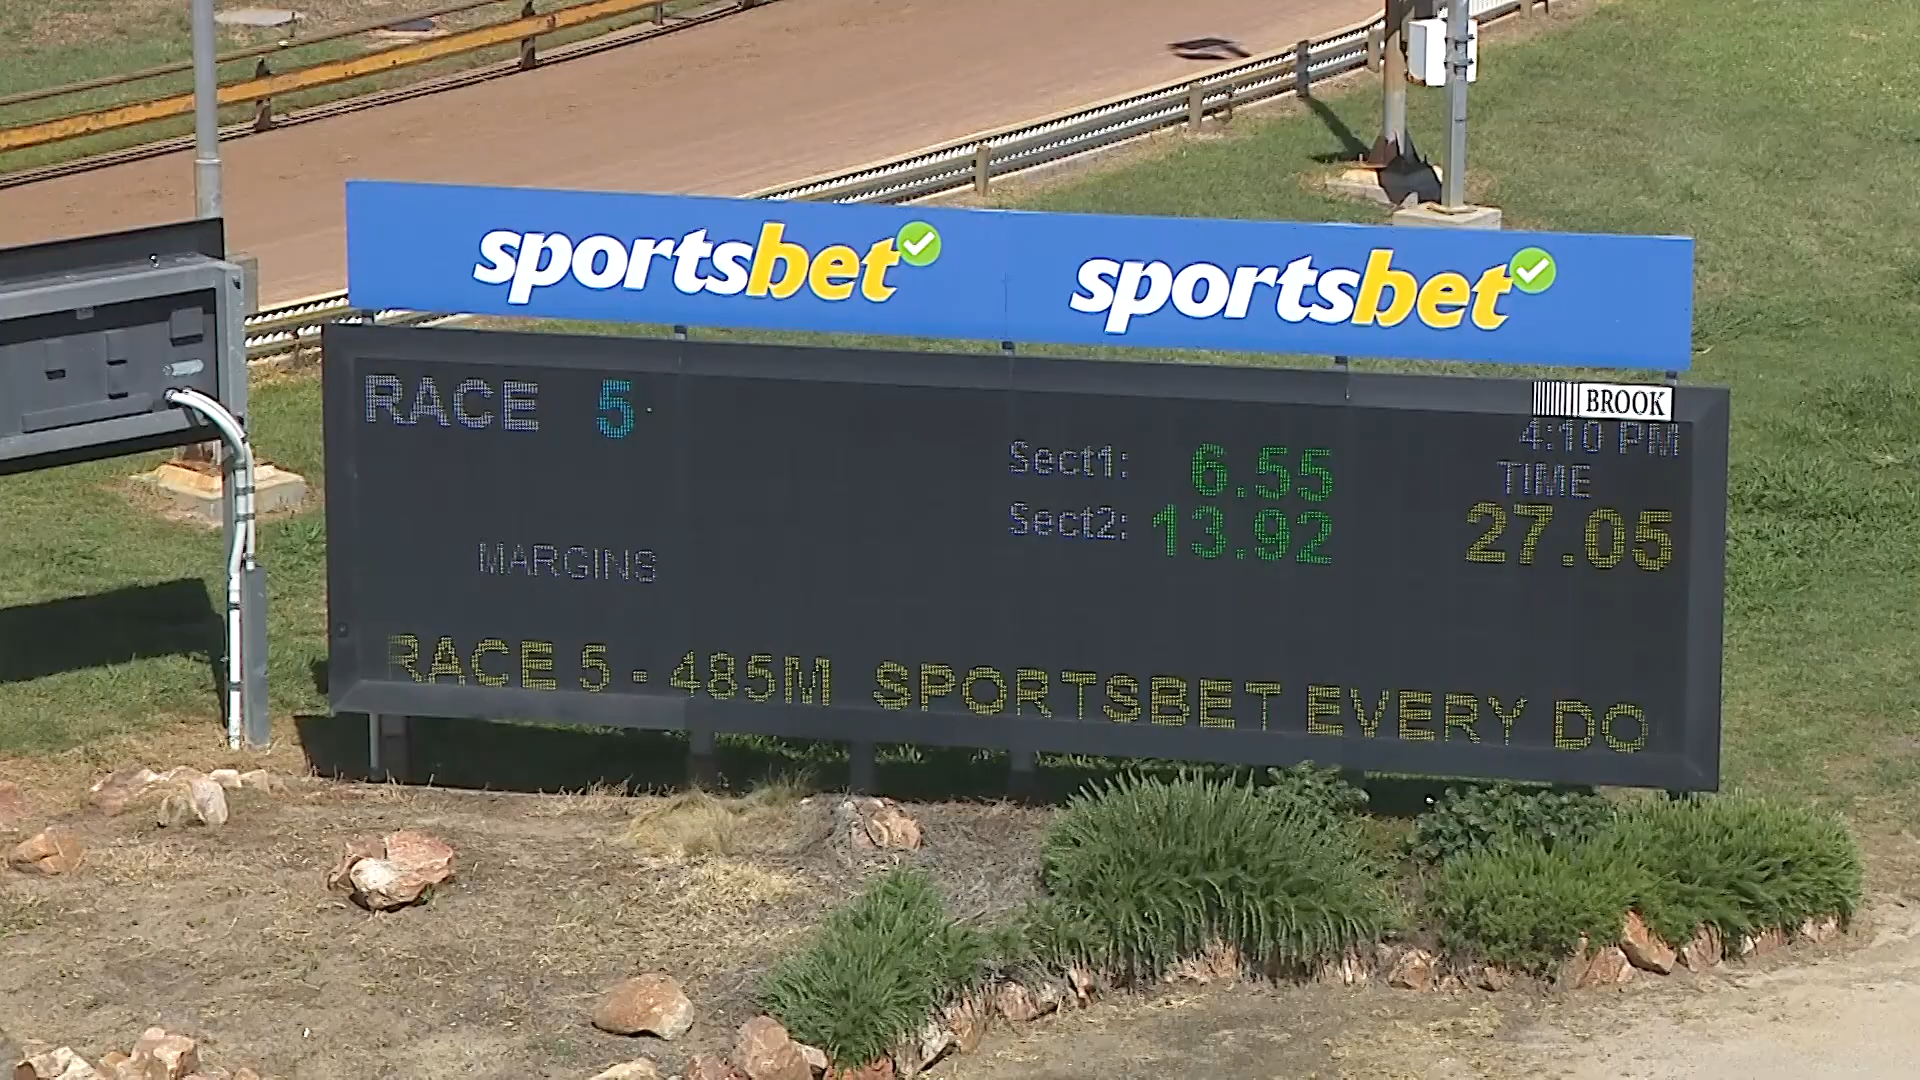 sportsbet sportsbet
BROOK
RACE 5
4:10 PM
Sect1: 6.55
TIME
Sect2: 13.92
27.05
MARGINS
RACE 5 - 485M SPORTSBET EVERY DO